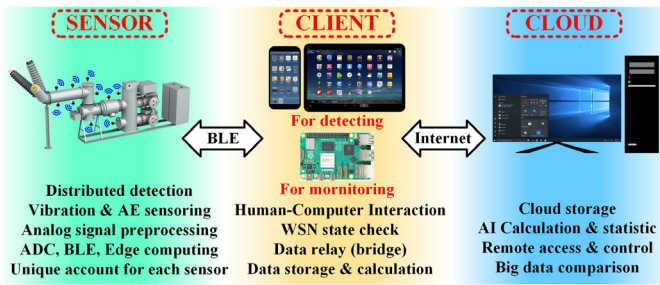 SENSOR
CLIENT
CLOUD
For detecting
BLE
Internet
For mornitoring
Distributed detection
Vibration & AE sensoring
Analog signal preprocessing
ADC, BLE, Edge computing
Unique account for each sensor
Human-Computer Interaction
WSN state check
Data relay (bridge)
Data storage & calculation
Cloud storage
AI Calculation & statistic
Remote access & control
Big data comparison